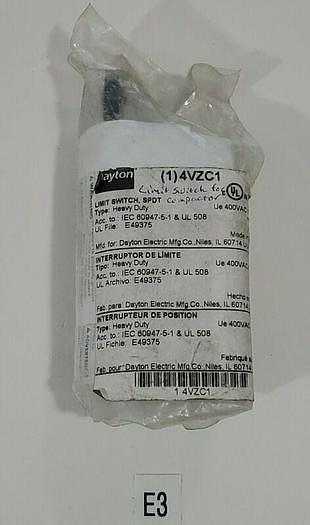 Dayton (1)4VZC1
Limit switch for
LIMIT SWITCH, SPDT compactor
Type: Heavy Duty Ue 400VAC
Acc. to: IEC 60947-5-1 & UL 508
UL File: E49375
Made
Mfd. for: Dayton Electric Mfg.Co.Niles, IL 60714 U
INTERRUPTOR DE LÍMITE
Tipo: Heavy Duty Ue 400VAC
Acc. to: IEC 60947-5-1 & UL 508
UL Archivo: E49375
Hecho
Fab. para: Dayton Electric Mfg.Co.,Niles, IL 60714
INTERRUPTEUR DE POSITION
Type: Heavy Duty Ue 400VAC
Acc. to: IEC 60947-5-1 & UL 508
UL Fichie: E49375
Fabriqué
Fab. pour: Dayton Electric Mfg.Co.,Niles, IL 60714
1 4VZC1
E3